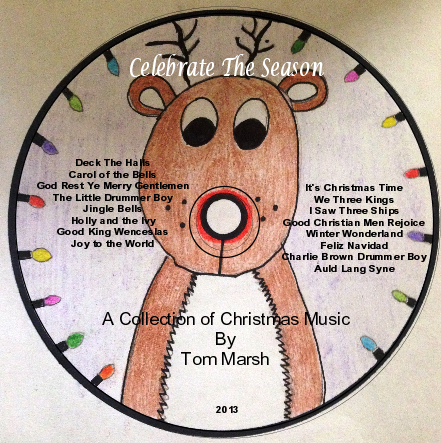 Celebrate The Season
Deck The Halls
Carol of the Bells
God Rest Ye Merry Gentlemen
The Little Drummer Boy
Jingle Bells
Holly and the Ivy
Good King Wenceslas
Joy to the World
It's Christmas Time
We Three Kings
I Saw Three Ships
Good Christian Men Rejoice
Winter Wonderland
Feliz Navidad
Charlie Brown Drummer Boy
Auld Lang Syne
A Collection of Christmas Music
By
Tom Marsh
2013